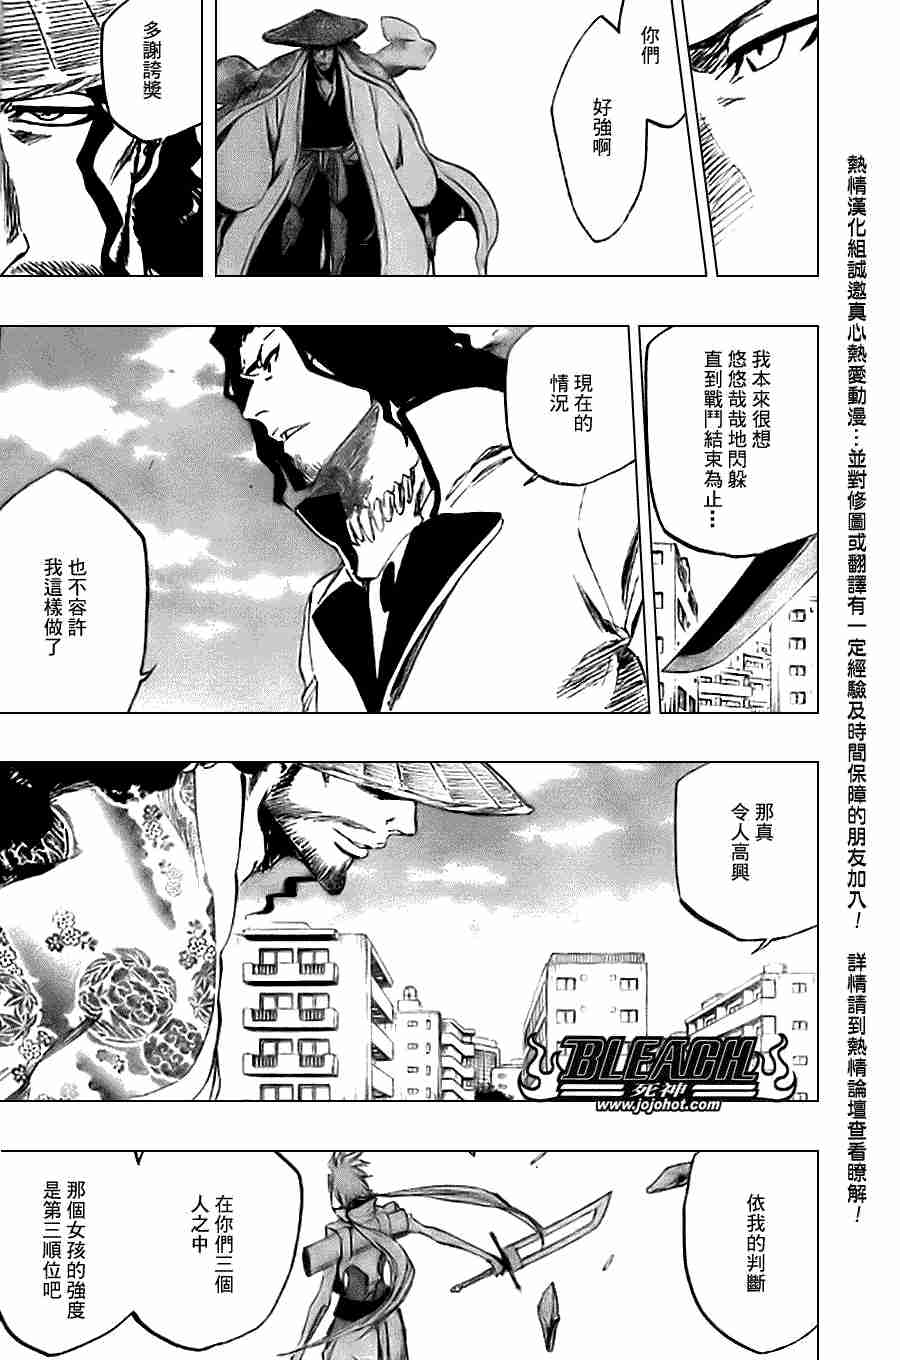 你們
好強啊
多謝誇獎
我本來很想
悠悠哉哉地閃躲
直到戰鬥結束為止…
現在的
情況
也不容許
我這樣做了
那真
令人高興
BLEACH
死神
www.jojohot.com
依我的判斷
在你們三個
人之中
那個女孩的強度
是第三順位吧
熱情漢化組誠邀真心熱愛動漫…並對修圖或翻譯有一定經驗及時間保障的朋友加入! 詳情請到熱情論壇查看瞭解!